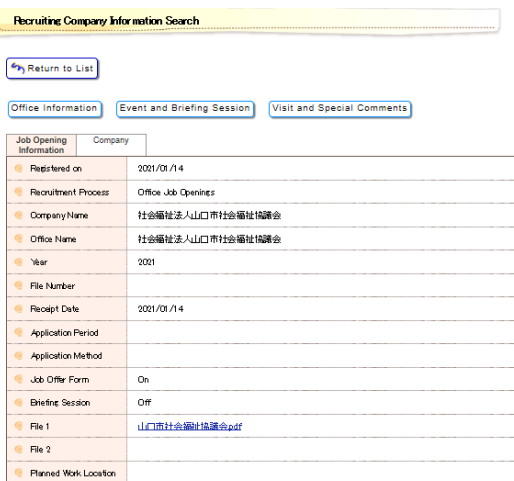 Recruiting Company Information Search
Return to List
Office Information Event and Briefing Session Visit and Special Comments
Job Opening Information Company
Registered on 2021/01/14
Recruitment Process Office Job Openings
Company Name 社会福祉法人山口市社会福祉協議会
Office Name 社会福祉法人山口市社会福祉協議会
Year 2021
File Number
Receipt Date 2021/01/14
Application Period
Application Method
Job Offer Form On
Briefing Session Off
File 1 山口市社会福祉協議会.pdf
File 2
Planned Work Location